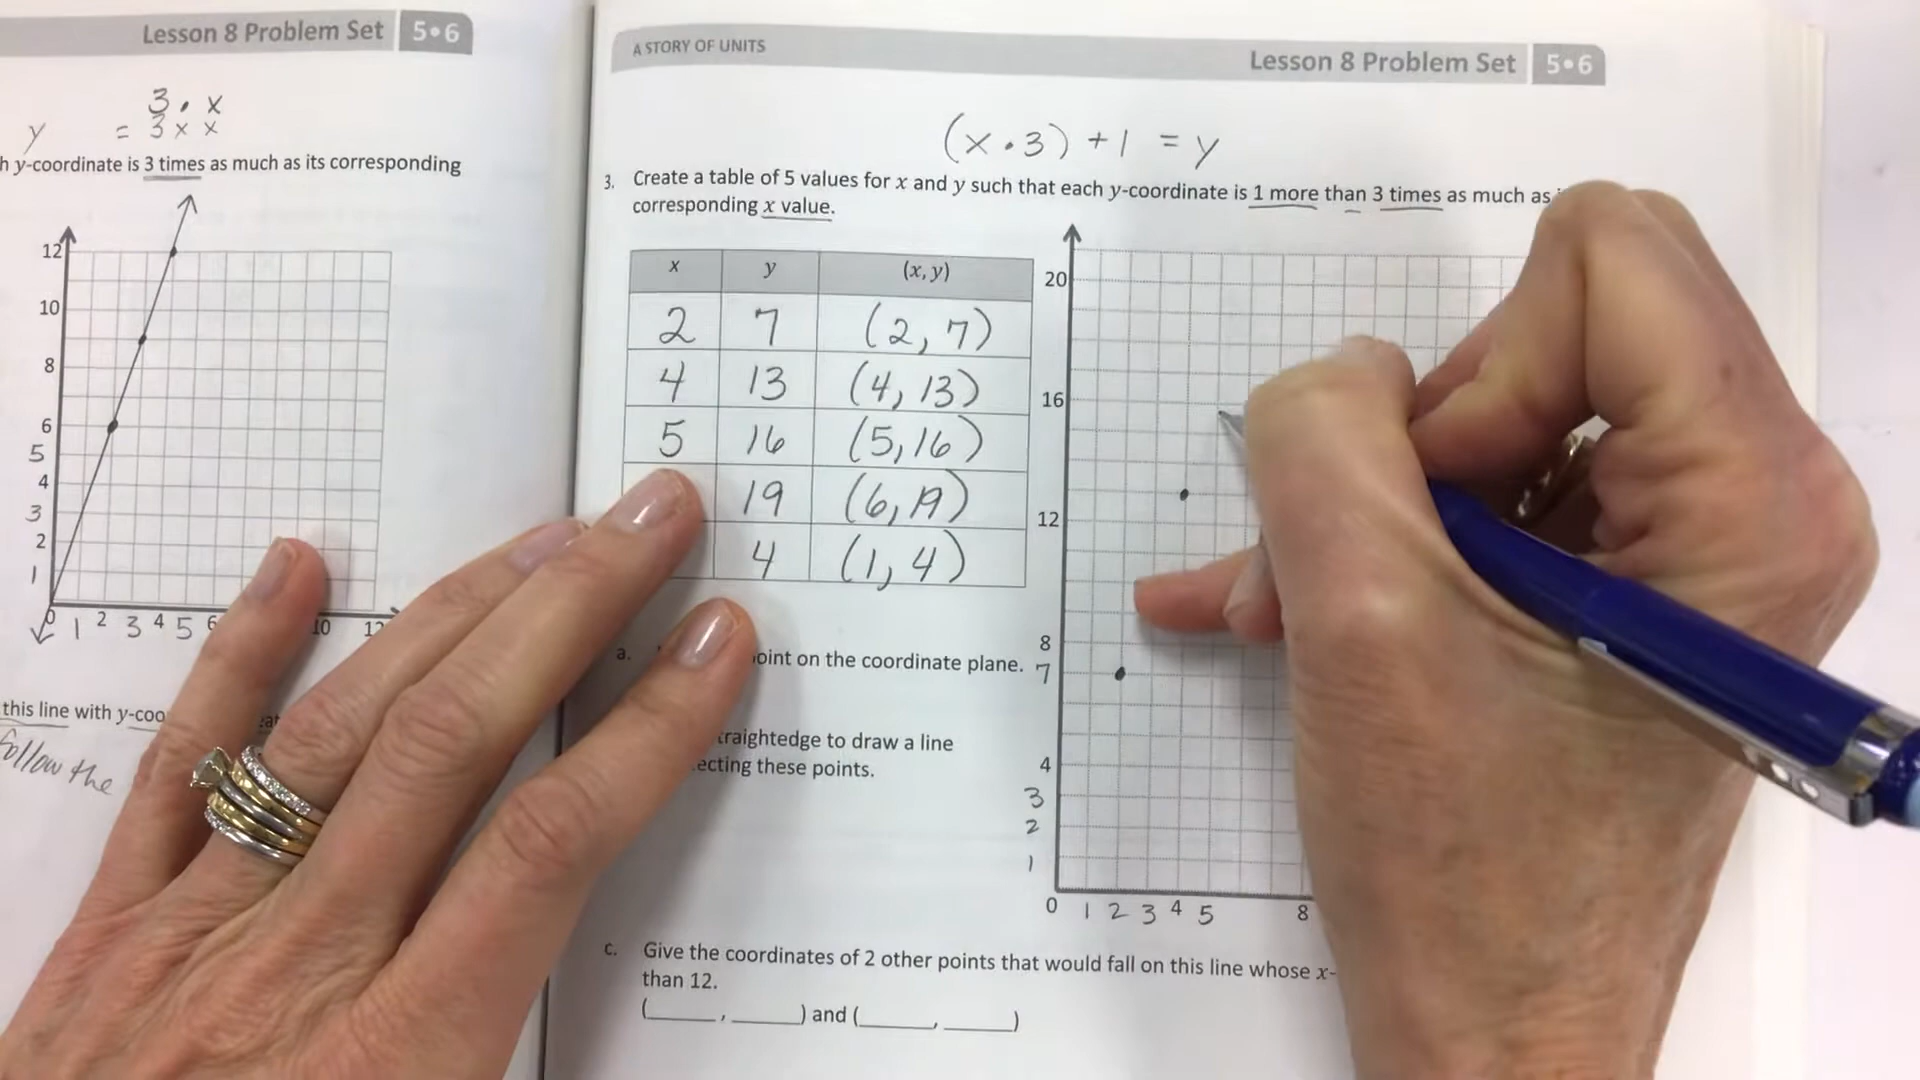 Lesson 8 Problem Set 5•6
3 . x
y = 3 x x
y-coordinate is 3 times as much as its corresponding
12
10
8
6
5
4
3
2
1
0 1 2 3 4 5 6 10 12
this line with y-coo
follow the
A STORY OF UNITS
Lesson 8 Problem Set 5•6
(x • 3) + 1 = y
3. Create a table of 5 values for x and y such that each y-coordinate is 1 more than 3 times as much as
corresponding x value.
x y (x, y)
2 7 (2, 7)
4 13 (4, 13)
5 16 (5, 16)
19 (6, 19)
4 (1, 4)
20
16
12
8
7
4
3
2
1
0 1 2 3 4 5 8
a. point on the coordinate plane.
straightedge to draw a line
ecting these points.
c. Give the coordinates of 2 other points that would fall on this line whose x-
than 12.
(_____, _____) and (_____, _____)